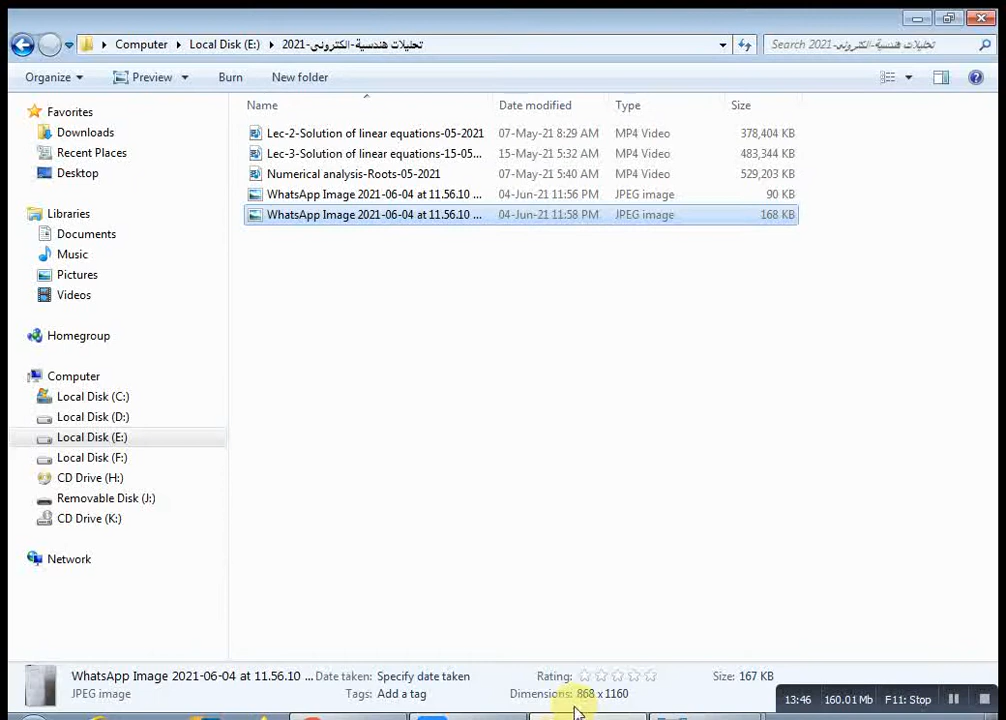 Computer Local Disk (E:) تحليلات هندسية-الكترونى-2021
Search تحليلات هندسية-الكترونى-2021
Organize Preview Burn New folder
Name Date modified Type Size
Favorites
Downloads
Recent Places
Desktop
Libraries
Documents
Music
Pictures
Videos
Homegroup
Computer
Local Disk (C:)
Local Disk (D:)
Local Disk (E:)
Local Disk (F:)
CD Drive (H:)
Removable Disk (J:)
CD Drive (K:)
Network
Lec-2-Solution of linear equations-05-2021 07-May-21 8:29 AM MP4 Video 378,404 KB
Lec-3-Solution of linear equations-15-05... 15-May-21 5:32 AM MP4 Video 483,344 KB
Numerical analysis-Roots-05-2021 07-May-21 5:40 AM MP4 Video 529,203 KB
WhatsApp Image 2021-06-04 at 11.56.10 ... 04-Jun-21 11:56 PM JPEG image 90 KB
WhatsApp Image 2021-06-04 at 11.56.10 ... 04-Jun-21 11:58 PM JPEG image 168 KB
WhatsApp Image 2021-06-04 at 11.56.10 ... Date taken: Specify date taken Rating: Size: 167 KB
JPEG image Tags: Add a tag Dimensions: 868 x 1160
13:46 160.01 Mb F11: Stop